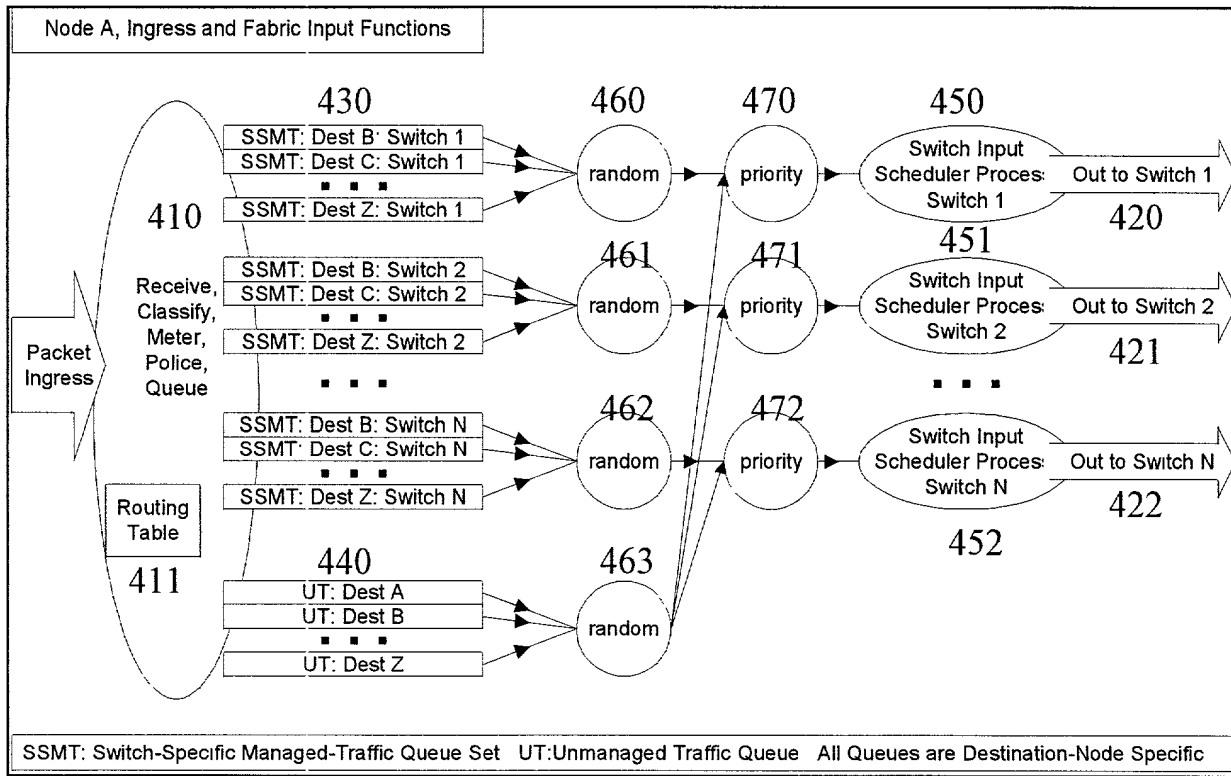 Node A, Ingress and Fabric Input Functions
430
460
470
450
SSMT: Dest B: Switch 1
SSMT: Dest C: Switch 1
SSMT: Dest Z: Switch 1
random
priority
Switch Input
Scheduler Process
Switch 1
Out to Switch 1
420
410
Receive,
Classify,
Meter,
Police,
Queue
Packet
Ingress
461
471
451
SSMT: Dest B: Switch 2
SSMT: Dest C: Switch 2
SSMT: Dest Z: Switch 2
random
priority
Switch Input
Scheduler Process
Switch 2
Out to Switch 2
421
462
472
SSMT: Dest B: Switch N
SSMT: Dest C: Switch N
SSMT: Dest Z: Switch N
random
priority
Switch Input
Scheduler Process
Switch N
Out to Switch N
422
452
Routing
Table
411
440
463
UT: Dest A
UT: Dest B
UT: Dest Z
random
SSMT: Switch-Specific Managed-Traffic Queue Set UT:Unmanaged Traffic Queue All Queues are Destination-Node Specific